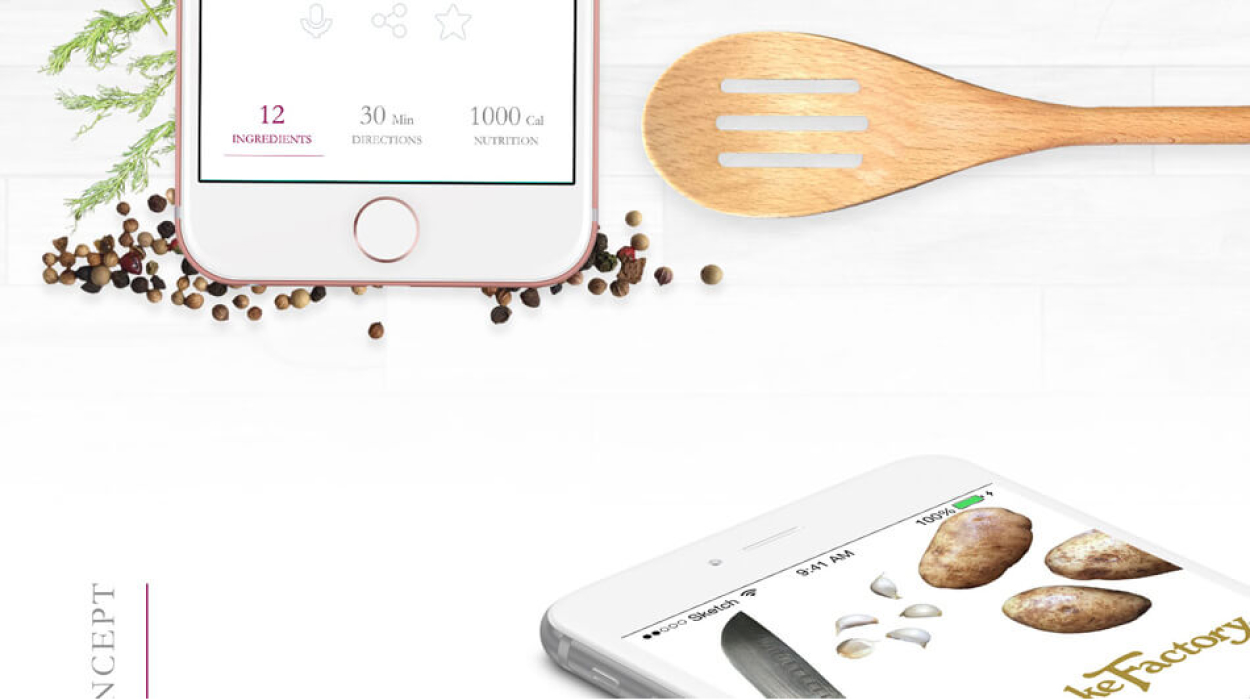 12
INGREDIENTS
30 Min
DIRECTIONS
1000 Cal
NUTRITION
100%
9:41 AM
Sketch
keFactory
NCEPT